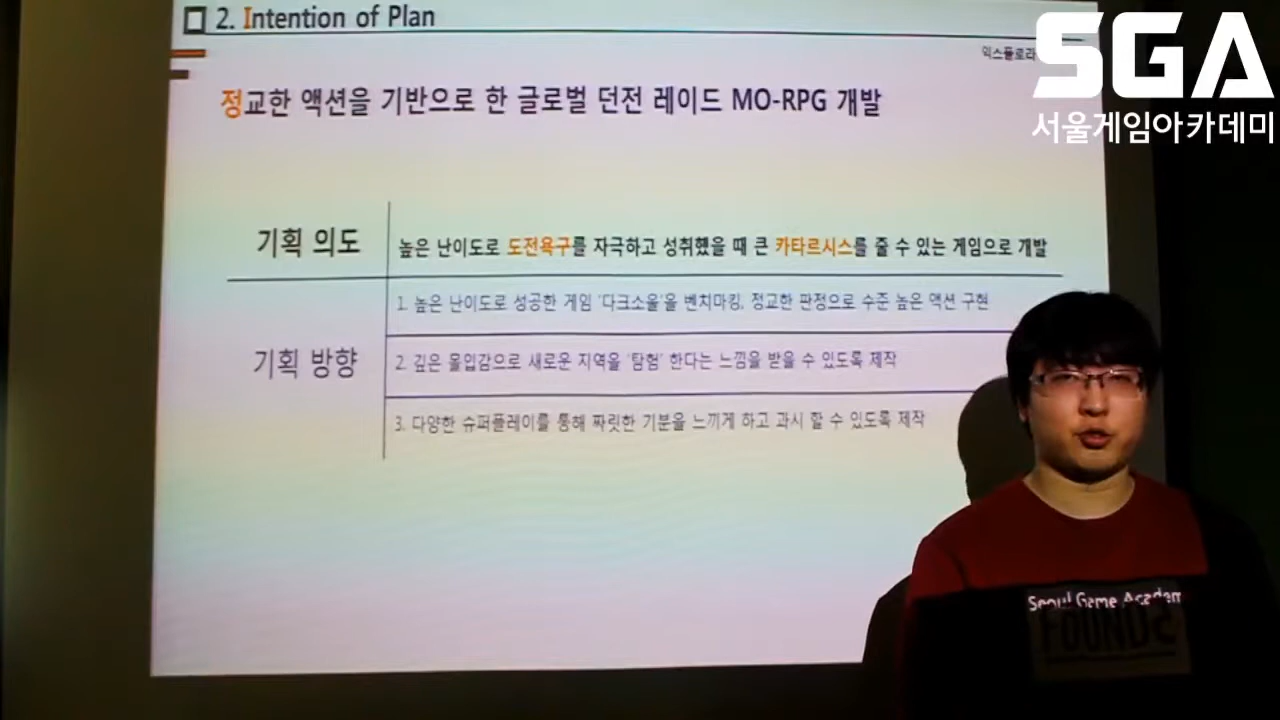 2. Intention of Plan
익스플로라
SGA
서울게임아카데미
정교한 액션을 기반으로 한 글로벌 던전 레이드 MO-RPG 개발
기획 의도
높은 난이도로 도전욕구를 자극하고 성취했을 때 큰 카타르시스를 줄 수 있는 게임으로 개발
기획 방향
1. 높은 난이도로 성공한 게임 '다크소울'을 벤치마킹, 정교한 판정으로 수준 높은 액션 구현
2. 깊은 몰입감으로 새로운 지역을 '탐험' 한다는 느낌을 받을 수 있도록 제작
3. 다양한 슈퍼플레이를 통해 짜릿한 기분을 느끼게 하고 과시 할 수 있도록 제작
Seoul Game Academ